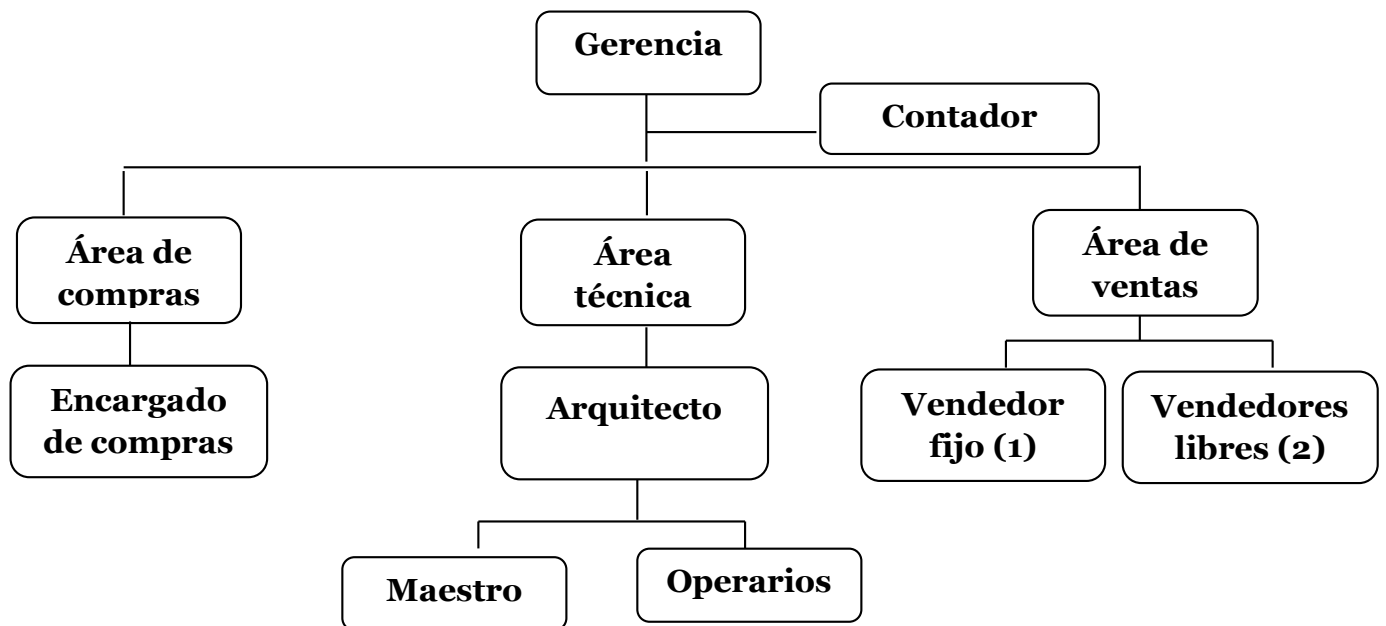 Gerencia
Contador
Área de
compras
Área
técnica
Área de
ventas
Encargado
de compras
Arquitecto
Vendedor
fijo (1)
Vendedores
libres (2)
Maestro
Operarios